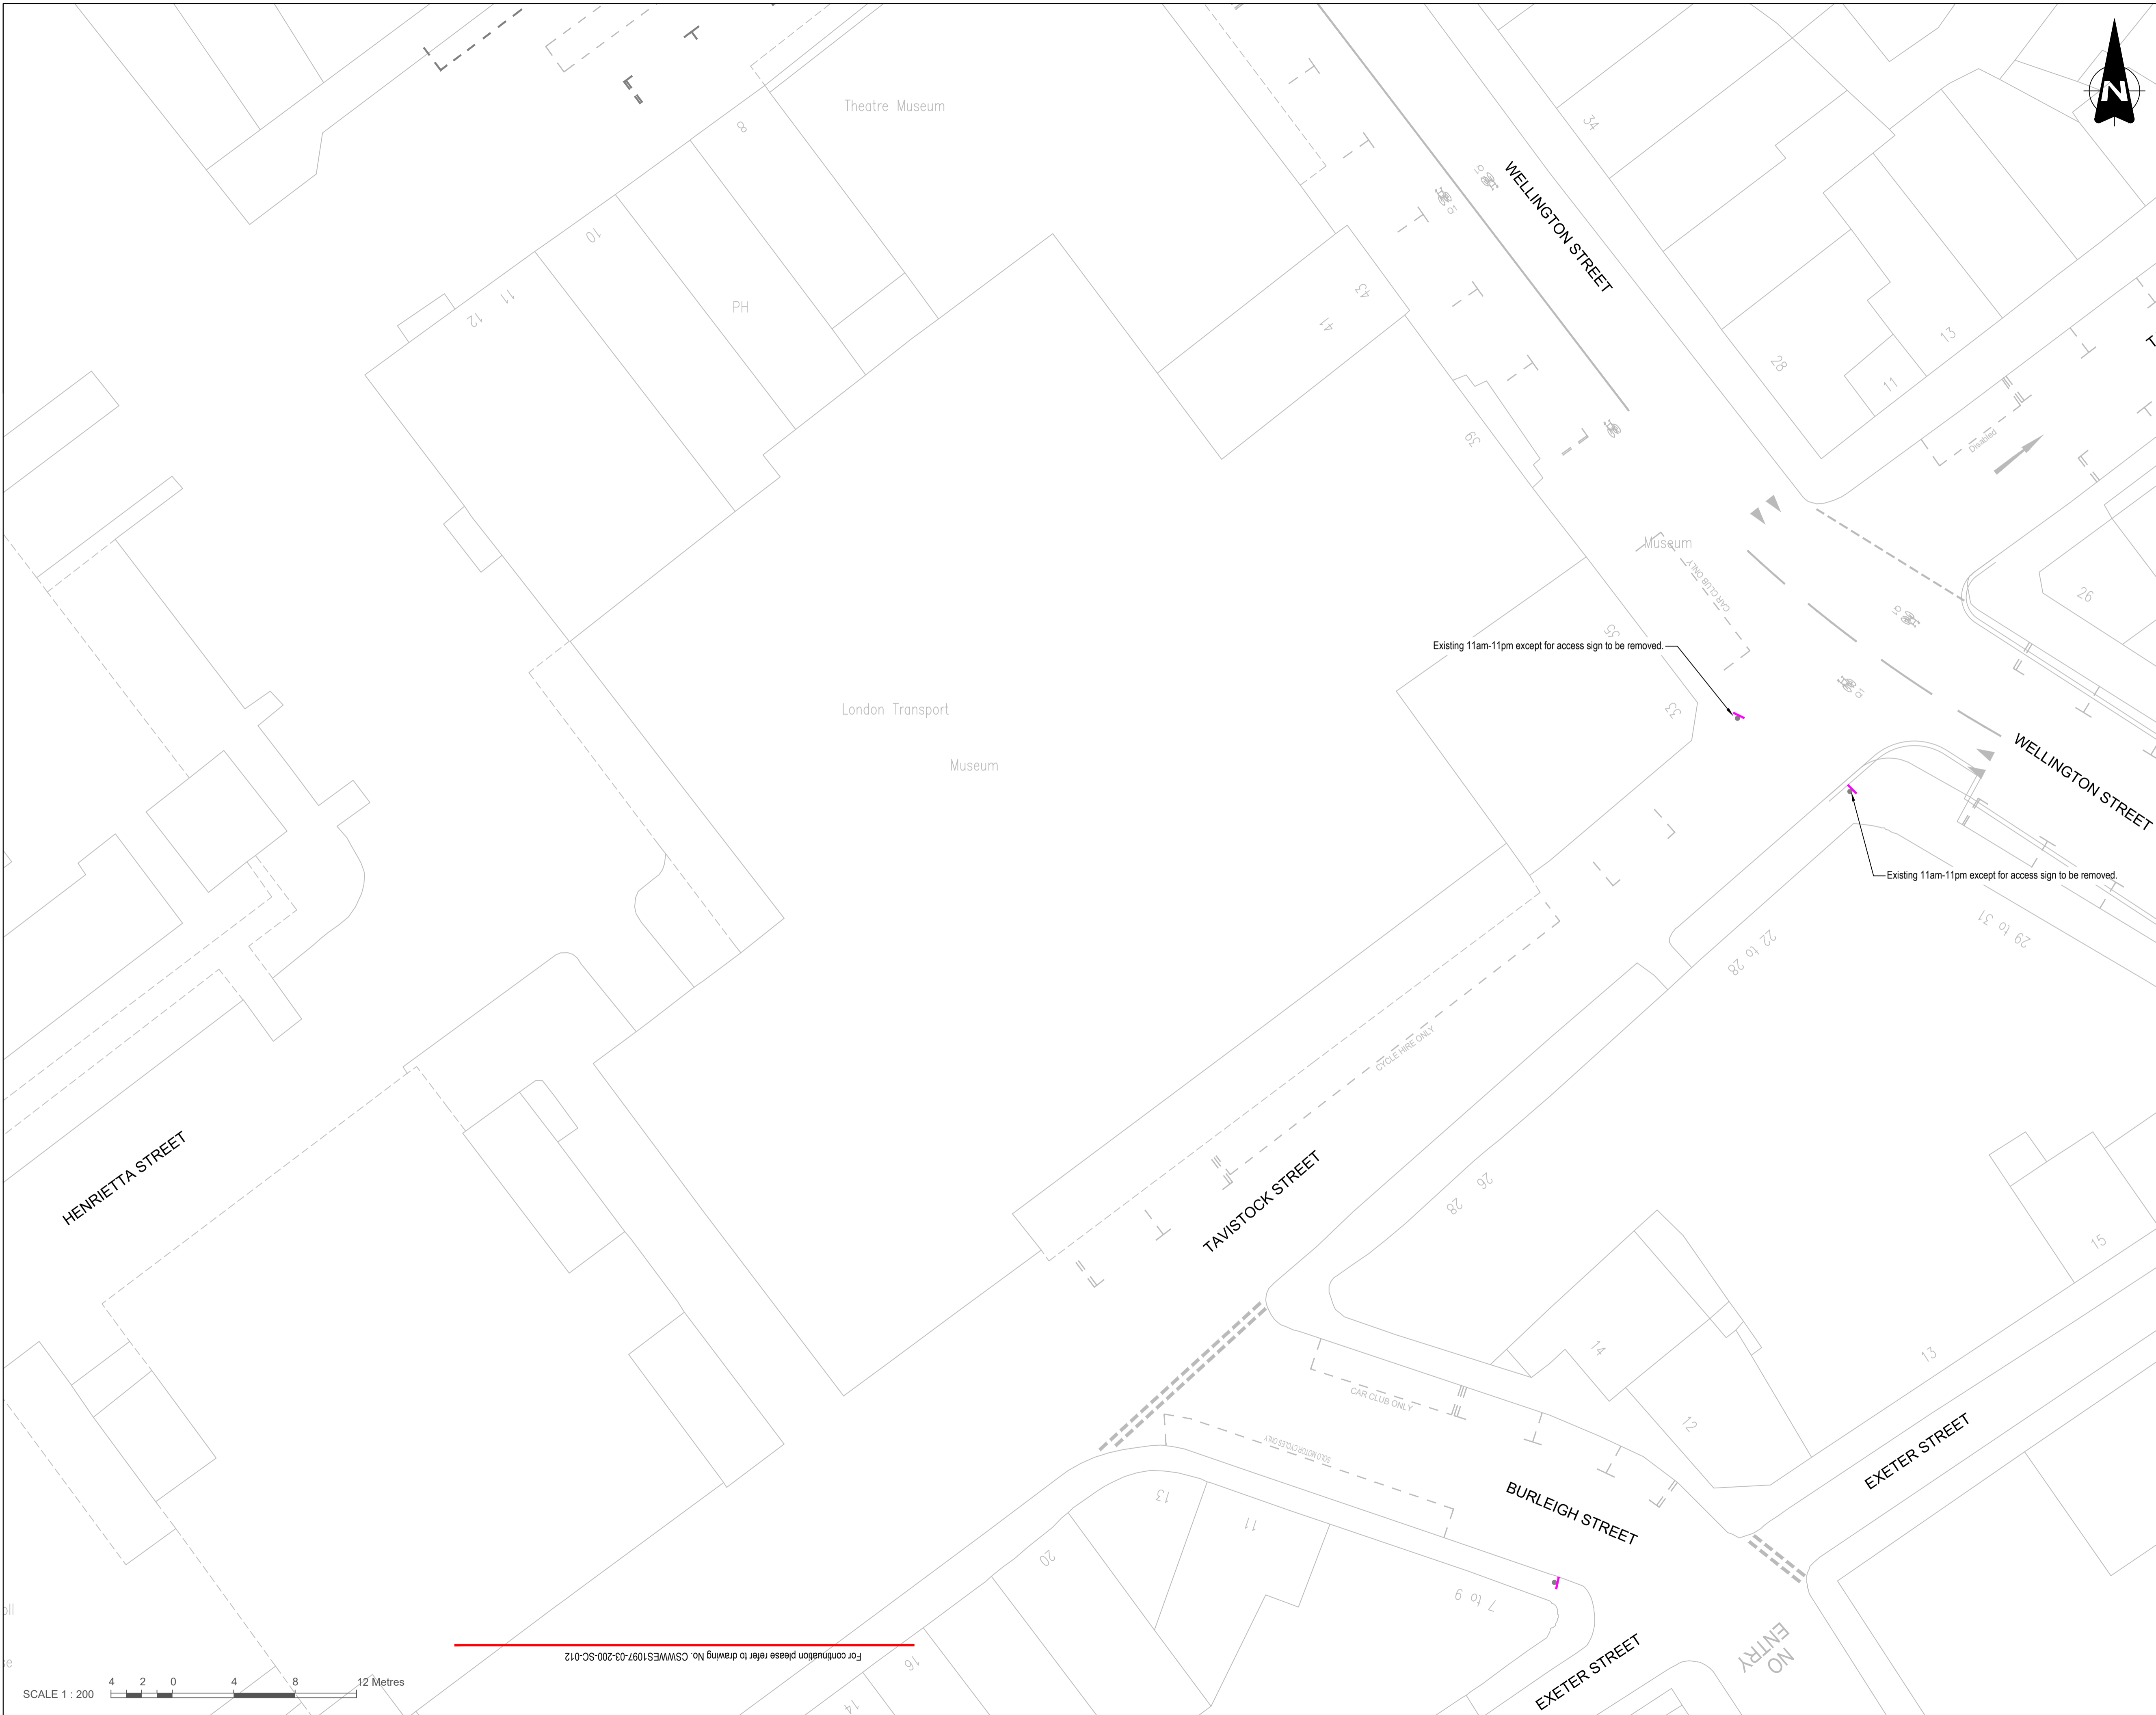 N
Theatre Museum
8
34
WELLINGTON STREET
10
11
12
PH
43
41
28
13
11
39
Disabled
Museum
CAR CLUB ONLY
26
35
Existing 11am-11pm except for access sign to be removed.
33
London Transport
Museum
WELLINGTON STREET
Existing 11am-11pm except for access sign to be removed.
29 to 31
22 to 28
CYCLE HIRE ONLY
HENRIETTA STREET
TAVISTOCK STREET
26
28
15
14
13
CAR CLUB ONLY
12
SOLO MOTOR CYCLES ONLY
EXETER STREET
13
11
BURLEIGH STREET
20
7 to 9
NO
ENTRY
EXETER STREET
16
14
For continuation please refer to drawing No. CSWWES1097-03-200-SC-012
SCALE 1 : 200
4 2 0 4 8 12 Metres